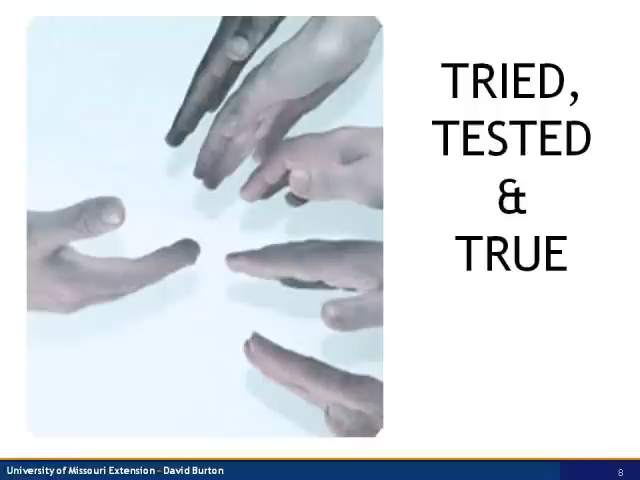 TRIED,
TESTED
&
TRUE
University of Missouri Extension - David Burton
8